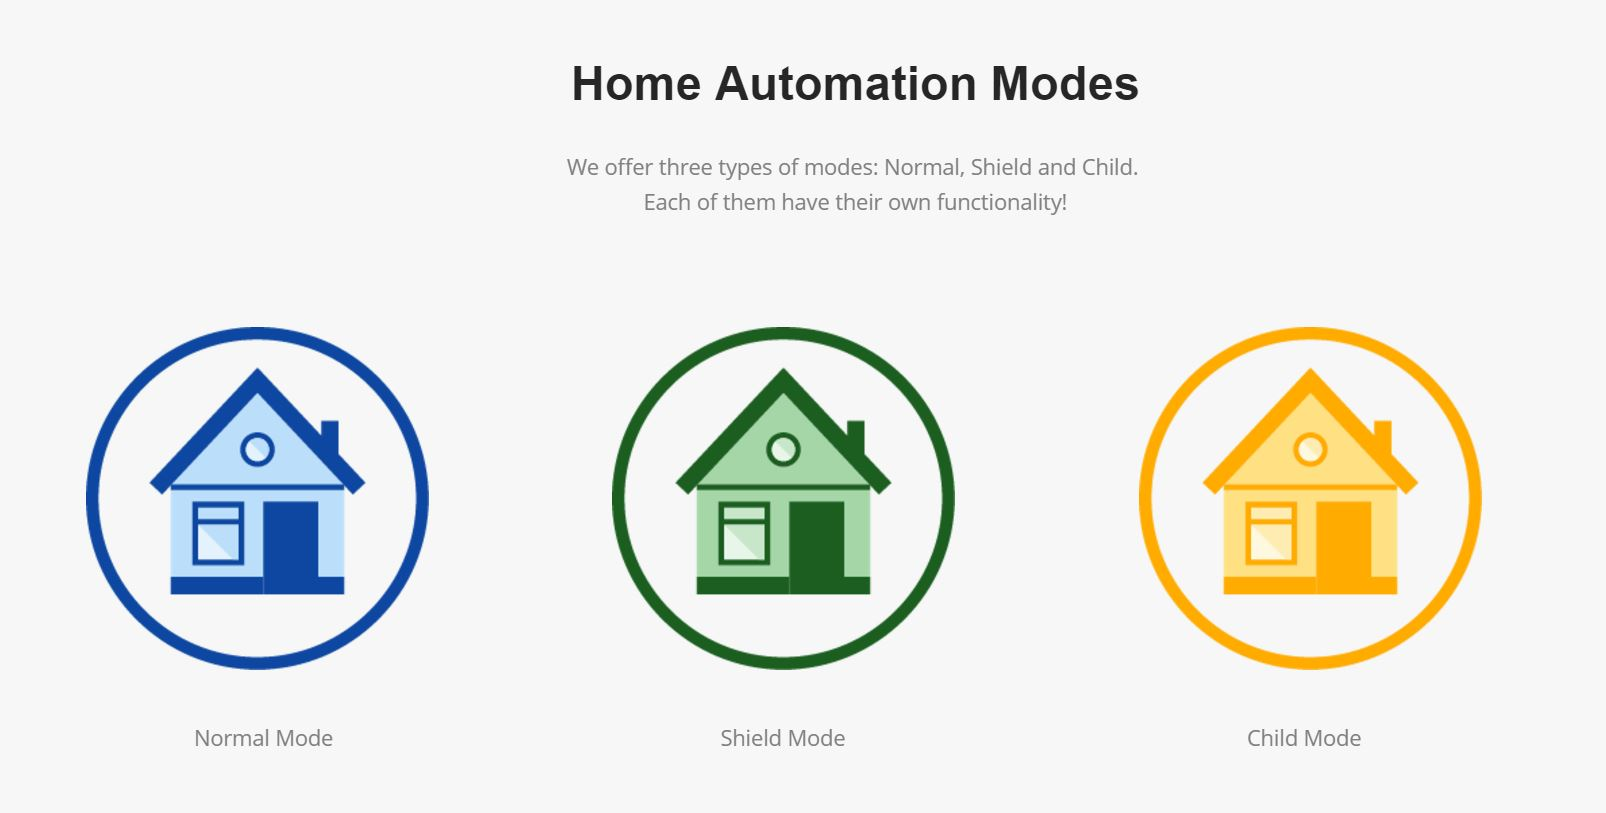 Home Automation Modes
We offer three types of modes: Normal, Shield and Child.
Each of them have their own functionality!
Normal Mode
Shield Mode
Child Mode